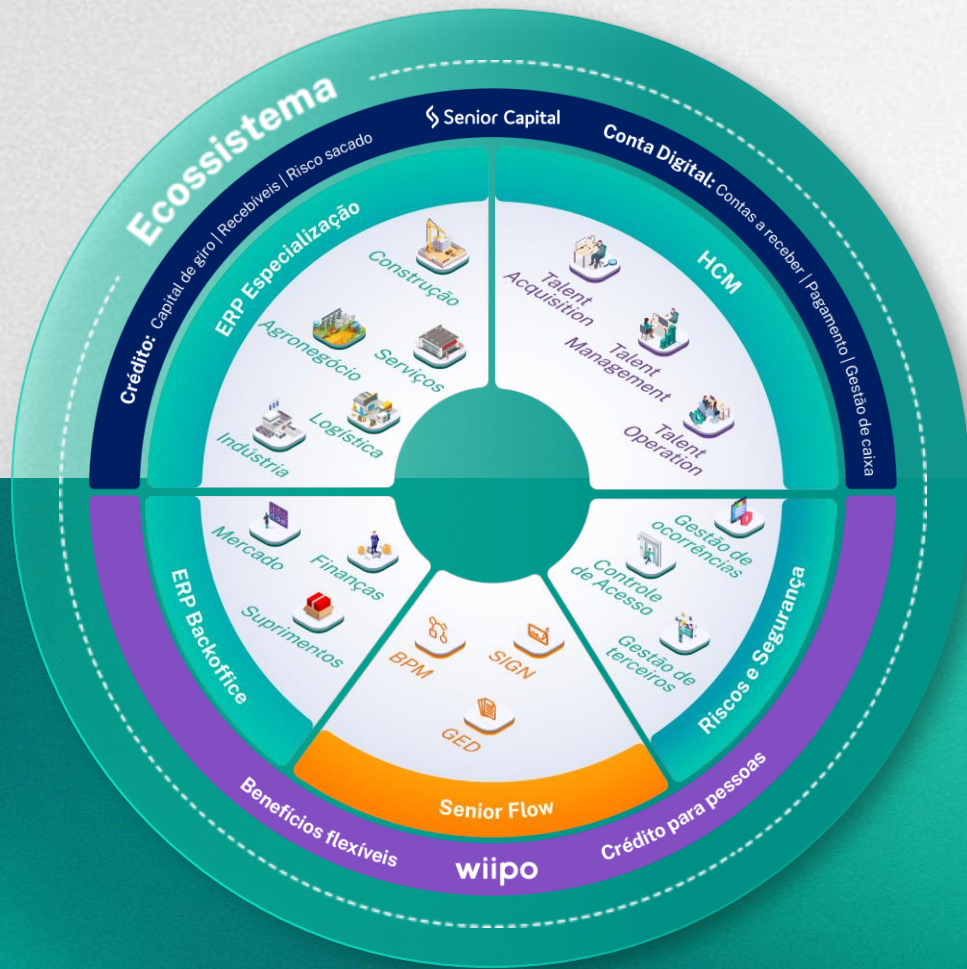 Ecossistema
Senior Capital
Crédito: Capital de giro | Recebíveis | Risco sacado
Conta Digital: Contas a receber | Pagamento | Gestão de caixa
ERP Especialização
Construção
Agronegócio
Serviços
Logística
Indústria
HCM
Talent
Acquisition
Talent
Management
Talent
Operation
ERP Backoffice
Mercado
Finanças
Suprimentos
Senior Flow
BPM
SIGN
GED
Riscos e Segurança
Gestão de
ocorrências
Controle
de Acesso
Gestão de
terceiros
Benefícios flexíveis
wiipo
Crédito para pessoas